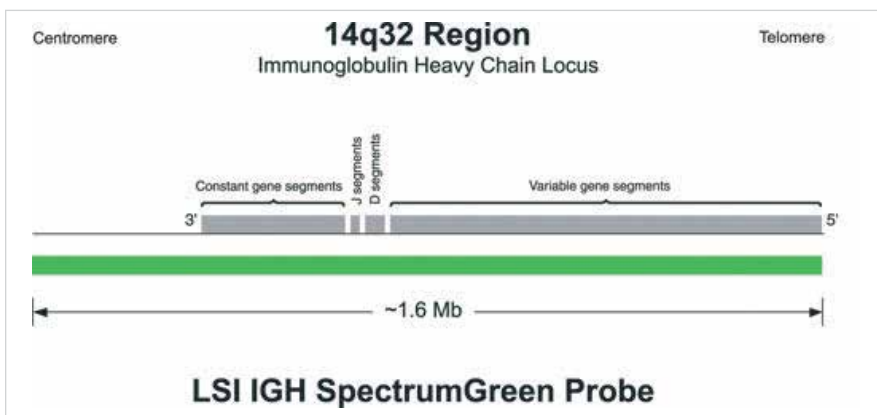 14q32 Region
Centromere
Telomere
Immunoglobulin Heavy Chain Locus
Constant gene segments
J segments
D segments
Variable gene segments
3'
5'
~1.6 Mb
LSI IGH SpectrumGreen Probe